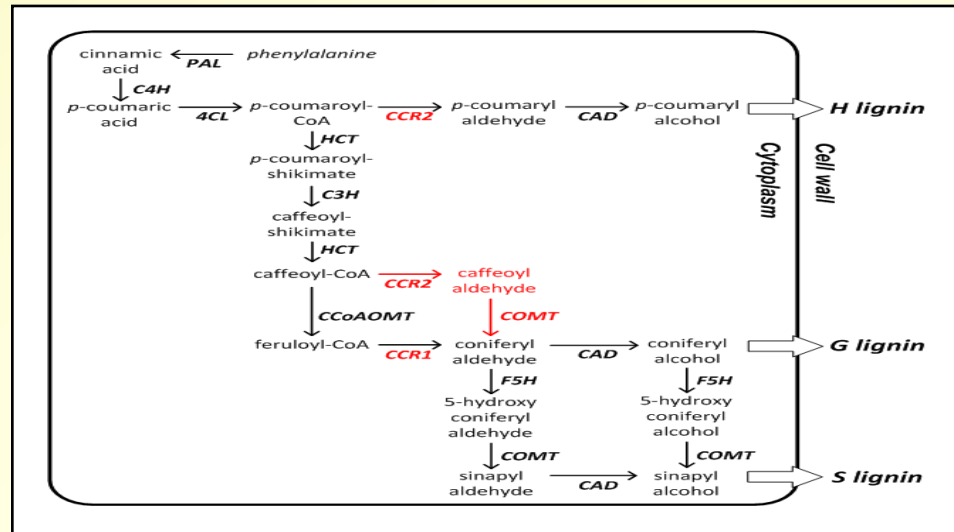 cinnamic
acid
PAL
phenylalanine
C4H
p-coumaric
acid
4CL
p-coumaroyl-
CoA
CCR2
p-coumaryl
aldehyde
CAD
p-coumaryl
alcohol
H lignin
HCT
p-coumaroyl-
shikimate
C3H
caffeoyl-
shikimate
HCT
Cytoplasm
Cell wall
caffeoyl-CoA
CCR2
caffeoyl
aldehyde
CCoAOMT
COMT
feruloyl-CoA
CCR1
coniferyl
aldehyde
CAD
coniferyl
alcohol
G lignin
F5H
F5H
5-hydroxy
coniferyl
aldehyde
5-hydroxy
coniferyl
alcohol
COMT
COMT
sinapyl
aldehyde
CAD
sinapyl
alcohol
S lignin